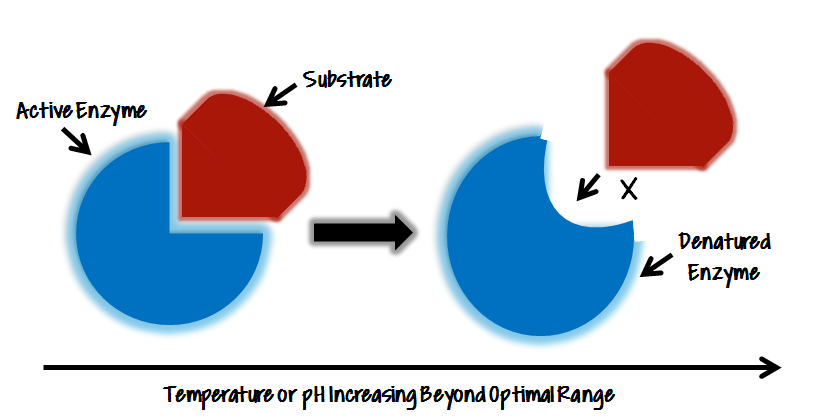 Substrate
Active Enzyme
X
Denatured
Enzyme
Temperature or pH Increasing Beyond Optimal Range